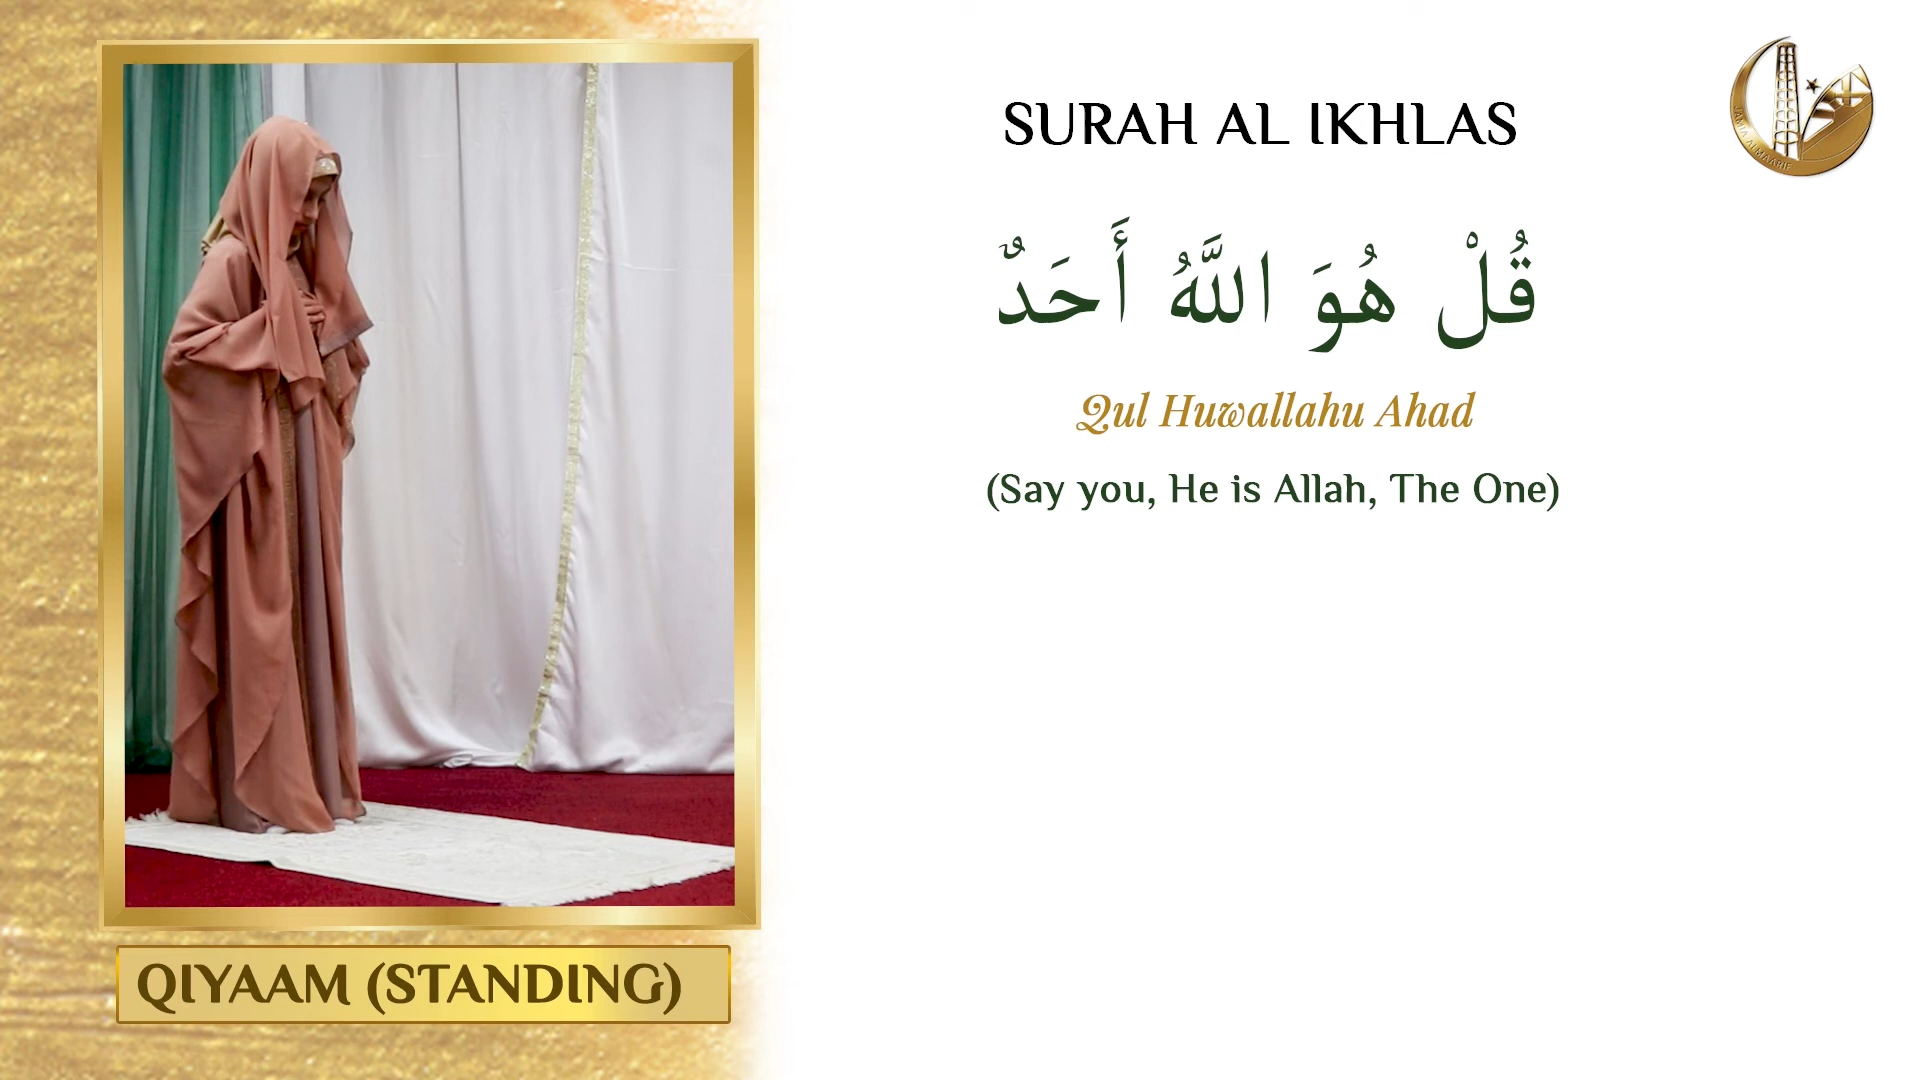 SURAH AL IKHLAS
قُلْ هُوَ اللَّهُ أَحَدٌ
Qul Huwallahu Ahad
(Say you, He is Allah, The One)
QIYAAM (STANDING)